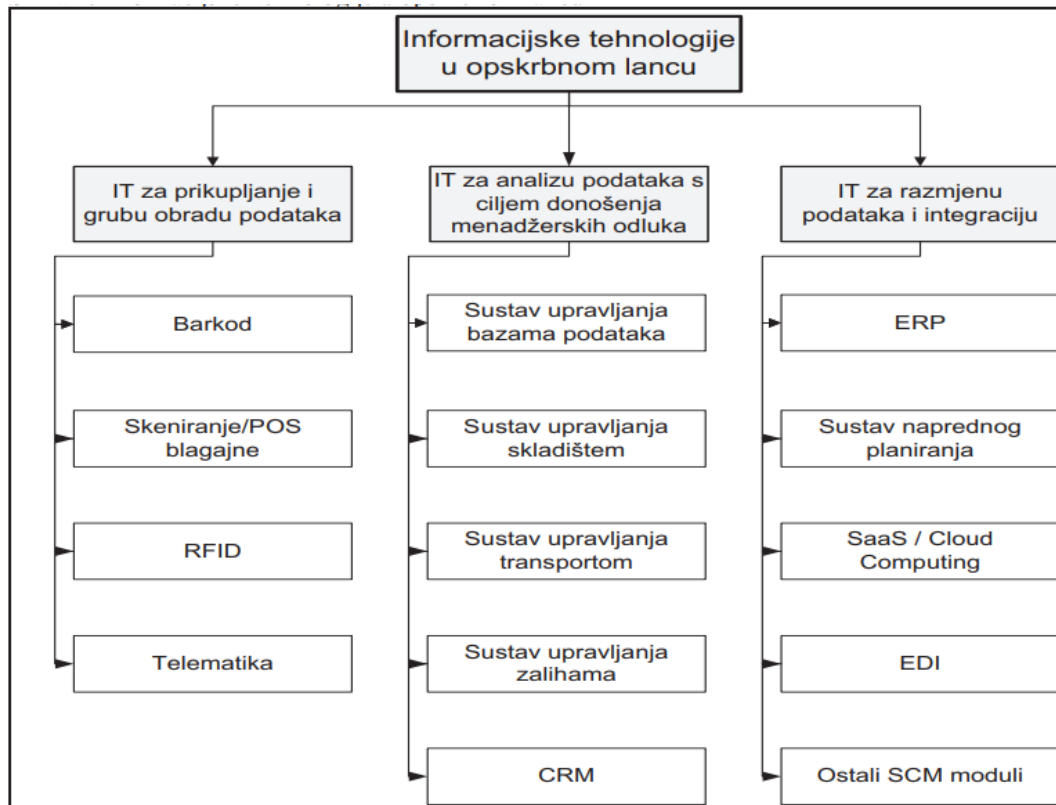 Informacijske tehnologije
u opskrbnom lancu
IT za prikupljanje i
grubu obradu podataka
IT za analizu podataka s
ciljem donošenja
menadžerskih odluka
IT za razmjenu
podataka i integraciju
Barkod
Skeniranje/POS
blagajne
RFID
Telematika
Sustav upravljanja
bazama podataka
Sustav upravljanja
skladištem
Sustav upravljanja
transportom
Sustav upravljanja
zalihama
CRM
ERP
Sustav naprednog
planiranja
SaaS / Cloud
Computing
EDI
Ostali SCM moduli